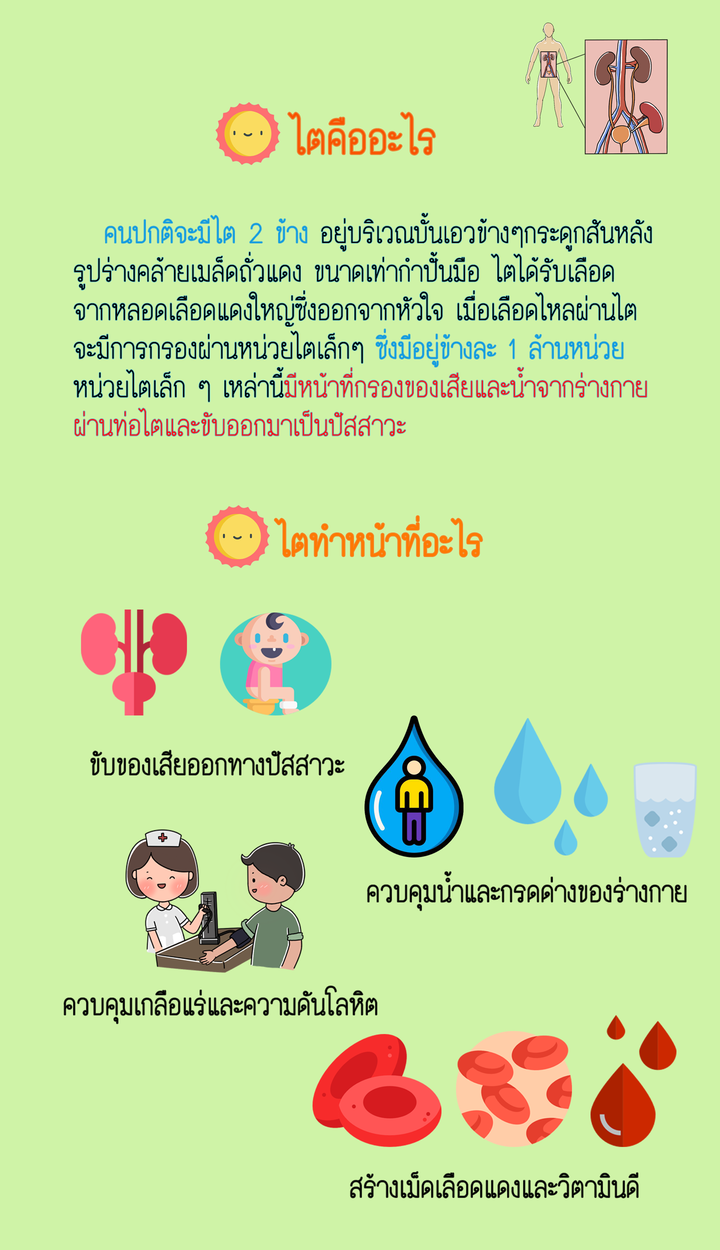 ไตคืออะไร
คนปกติจะมีไต 2 ข้าง อยู่บริเวณบั้นเอวข้างๆกระดูกสันหลัง
รูปร่างคล้ายเมล็ดถั่วแดง ขนาดเท่ากำปั้นมือ ไตได้รับเลือด
จากหลอดเลือดแดงใหญ่ซึ่งออกจากหัวใจ เมื่อเลือดไหลผ่านไต
จะมีการกรองผ่านหน่วยไตเล็กๆ ซึ่งมีอยู่ข้างละ 1 ล้านหน่วย
หน่วยไตเล็ก ๆ เหล่านี้มีหน้าที่กรองของเสียและน้ำจากร่างกาย
ผ่านท่อไตและขับออกมาเป็นปัสสาวะ
ไตทำหน้าที่อะไร
ขับของเสียออกทางปัสสาวะ
ควบคุมน้ำและกรดด่างของร่างกาย
ควบคุมเกลือแร่และความดันโลหิต
สร้างเม็ดเลือดแดงและวิตามินดี